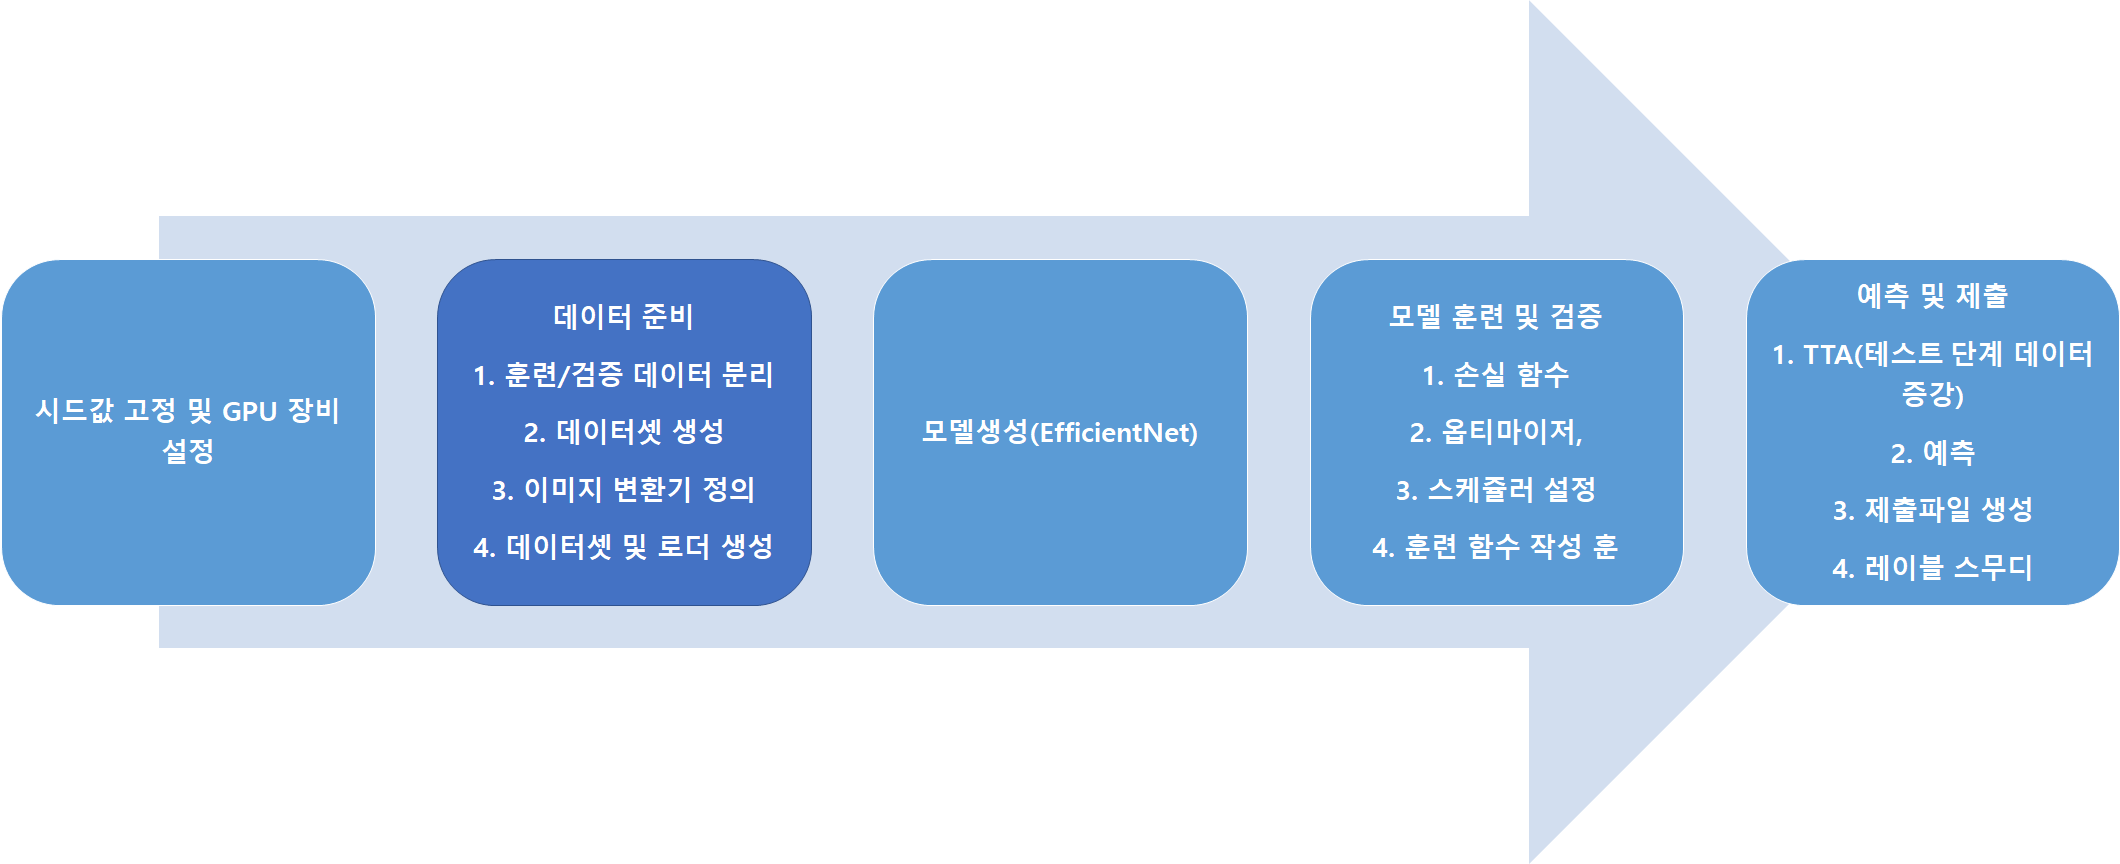 시드값 고정 및 GPU 장비
설정
데이터 준비
1. 훈련/검증 데이터 분리
2. 데이터셋 생성
3. 이미지 변환기 정의
4. 데이터셋 및 로더 생성
모델생성(EfficientNet)
모델 훈련 및 검증
1. 손실 함수
2. 옵티마이저,
3. 스케쥴러 설정
4. 훈련 함수 작성 훈
예측 및 제출
1. TTA(테스트 단계 데이터
증강)
2. 예측
3. 제출파일 생성
4. 레이블 스무디